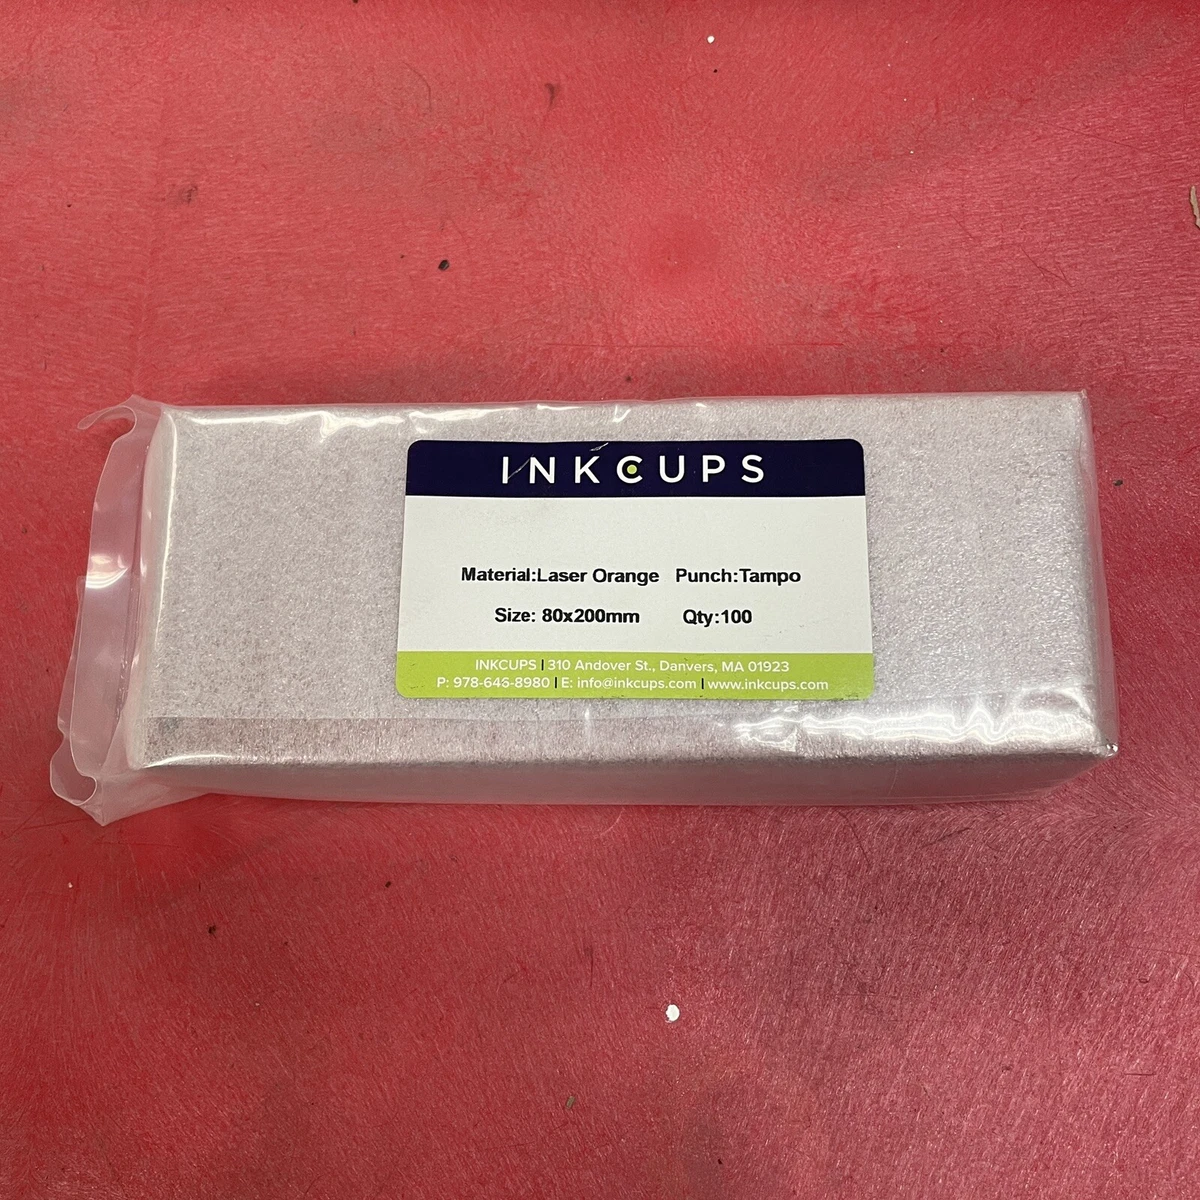 INKCUPS
Material:Laser Orange Punch:Tampo
Size: 80x200mm Qty:100
INKCUPS | 310 Andover St., Danvers, MA 01923
P: 978-646-8980 | E: info@inkcups.com | www.inkcups.com